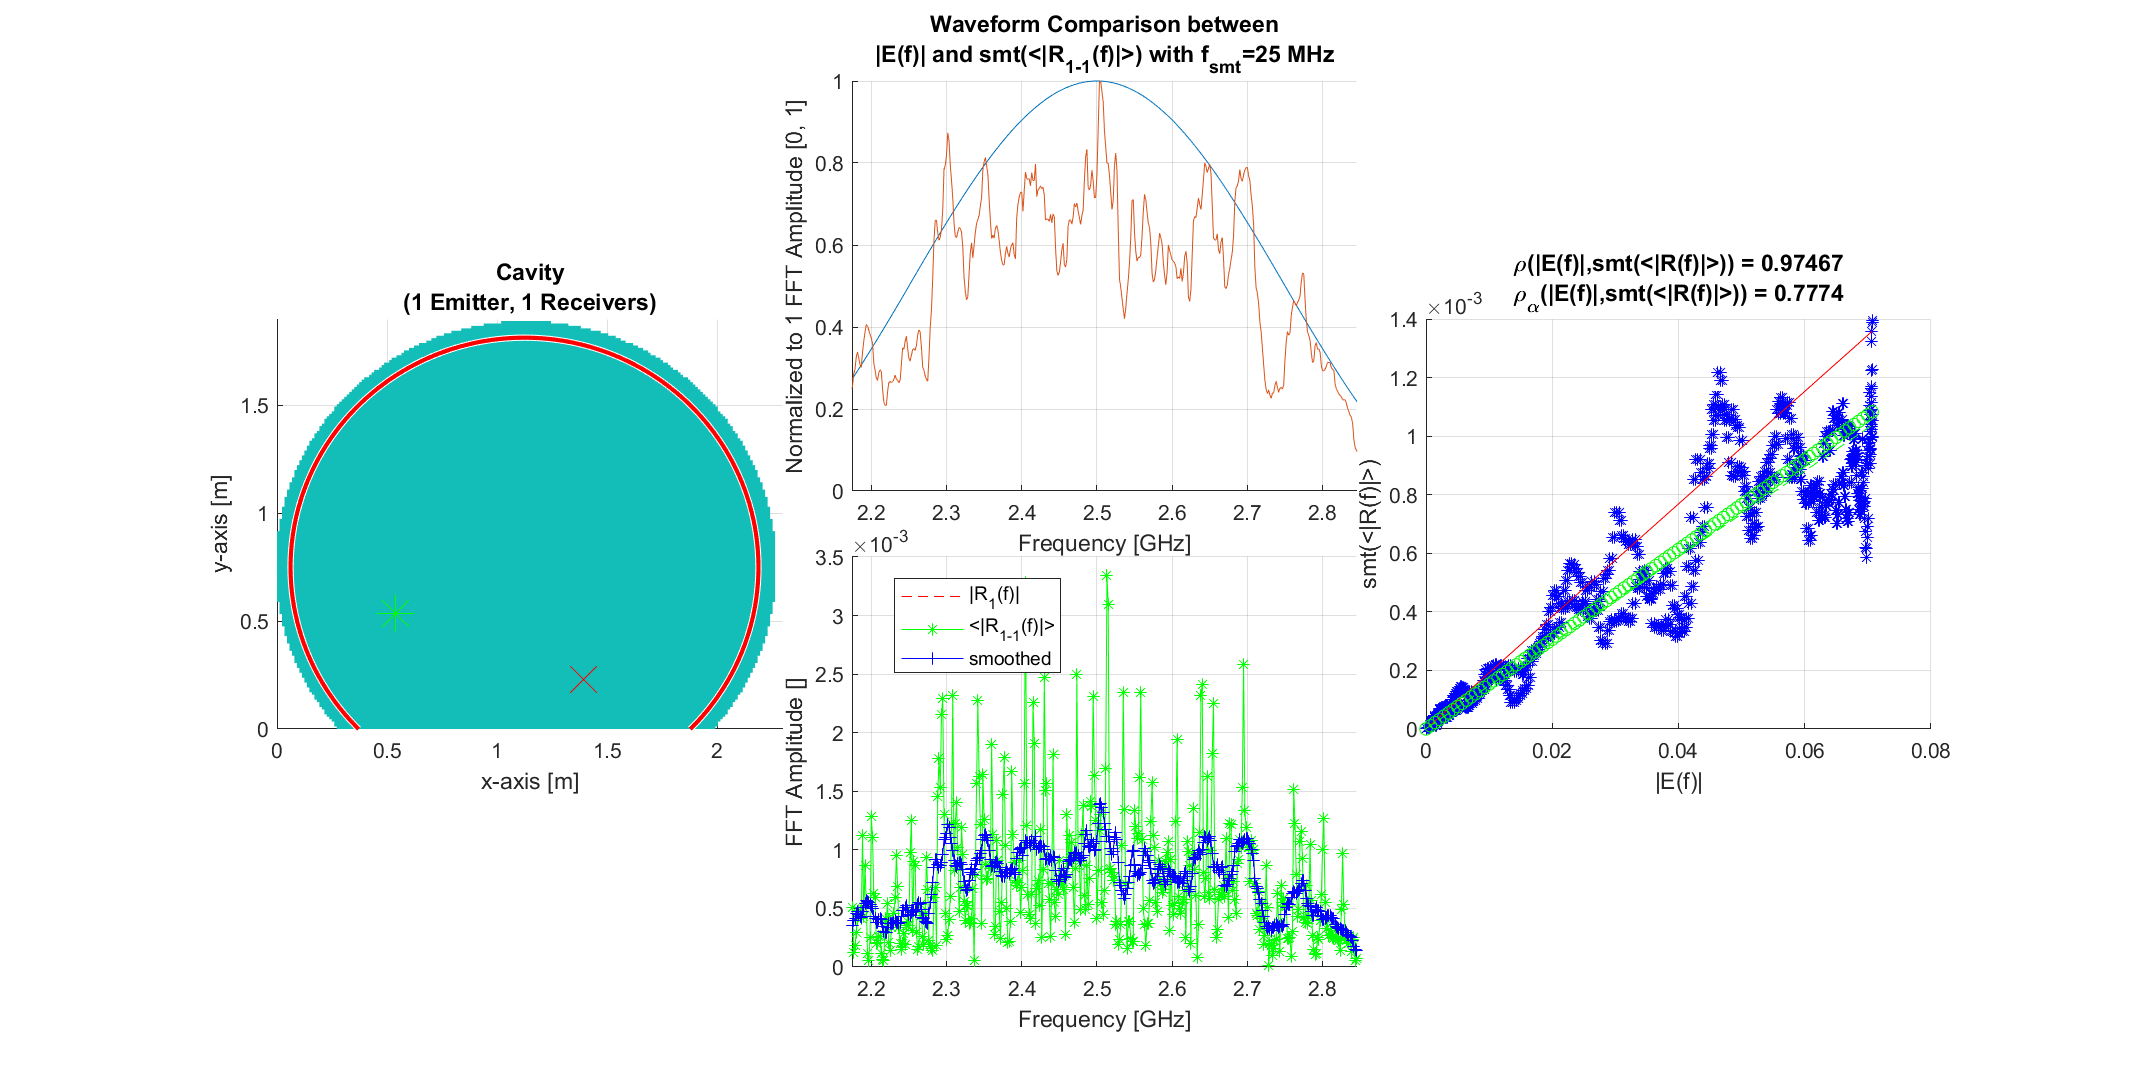 Cavity
(1 Emitter, 1 Receivers)
y-axis [m]
1.5
1
0.5
0
0 0.5 1 1.5 2
x-axis [m]
Waveform Comparison between
|E(f)| and smt(<|R1-1(f)|>) with fsmt=25 MHz
Normalized to 1 FFT Amplitude [0, 1]
1
0.8
0.6
0.4
0.2
0
2.2 2.3 2.4 2.5 2.6 2.7 2.8
Frequency [GHz]
×10-3
FFT Amplitude []
3.5
3
2.5
2
1.5
1
0.5
0
|R1(f)|
<|R1-1(f)|>
smoothed
2.2 2.3 2.4 2.5 2.6 2.7 2.8
Frequency [GHz]
ρ(|E(f)|,smt(<|R(f)|>)) = 0.97467
ρα(|E(f)|,smt(<|R(f)|>)) = 0.7774
×10-3
smt(<|R(f)|>)
1.4
1.2
1
0.8
0.6
0.4
0.2
0
0 0.02 0.04 0.06 0.08
|E(f)|